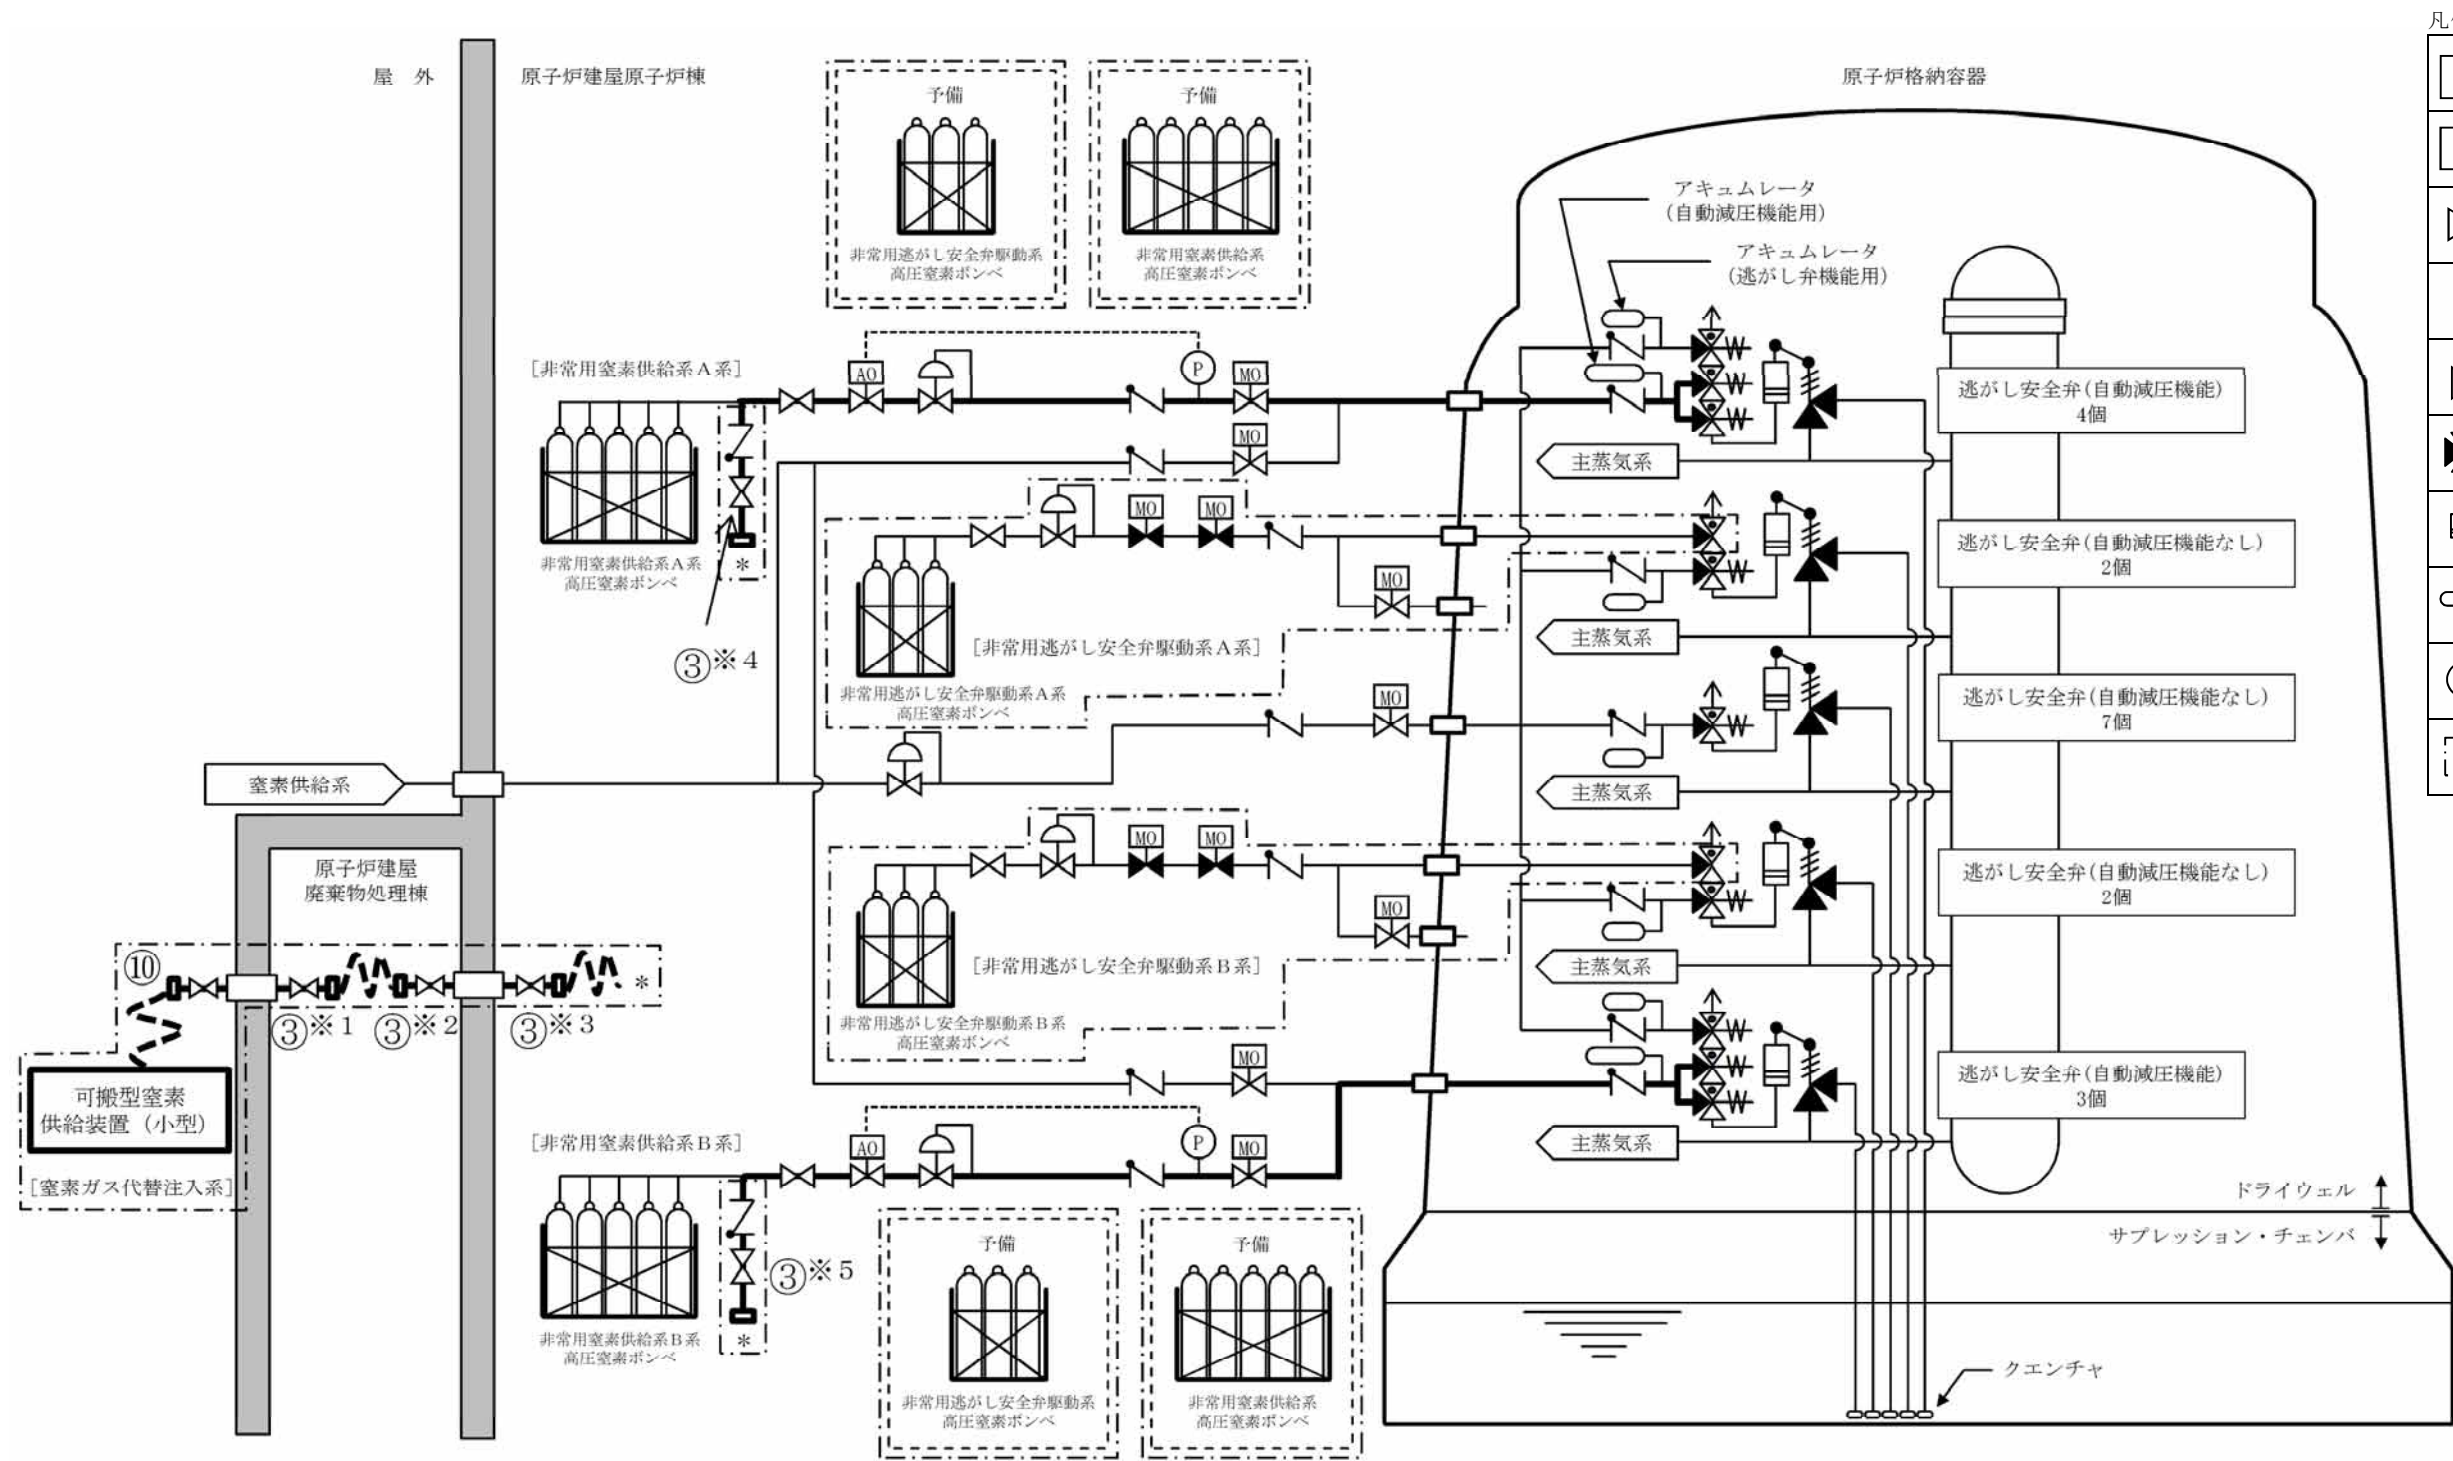 屋　外
原子炉建屋原子炉棟
原子炉格納容器
予備
非常用逃がし安全弁駆動系
高圧窒素ボンベ
予備
非常用窒素供給系
高圧窒素ボンベ
アキュムレータ
(自動減圧機能用)
アキュムレータ
(逃がし弁機能用)
[非常用窒素供給系A系]
AO
P
MO
MO
非常用窒素供給系A系
高圧窒素ボンベ
*
③※4
逃がし安全弁(自動減圧機能)
4個
主蒸気系
MO
MO
MO
[非常用逃がし安全弁駆動系A系]
非常用逃がし安全弁駆動系A系
高圧窒素ボンベ
逃がし安全弁(自動減圧機能なし)
2個
主蒸気系
MO
逃がし安全弁(自動減圧機能なし)
7個
主蒸気系
窒素供給系
原子炉建屋
廃棄物処理棟
MO
MO
MO
[非常用逃がし安全弁駆動系B系]
非常用逃がし安全弁駆動系B系
高圧窒素ボンベ
逃がし安全弁(自動減圧機能なし)
2個
主蒸気系
⑩
*
③※1
③※2
③※3
可搬型窒素
供給装置（小型）
[窒素ガス代替注入系]
MO
逃がし安全弁(自動減圧機能)
3個
主蒸気系
[非常用窒素供給系B系]
AO
P
MO
非常用窒素供給系B系
高圧窒素ボンベ
*
③※5
予備
非常用逃がし安全弁駆動系
高圧窒素ボンベ
予備
非常用窒素供給系
高圧窒素ボンベ
ドライウェル
サプレッション・チェンバ
クエンチャ
凡